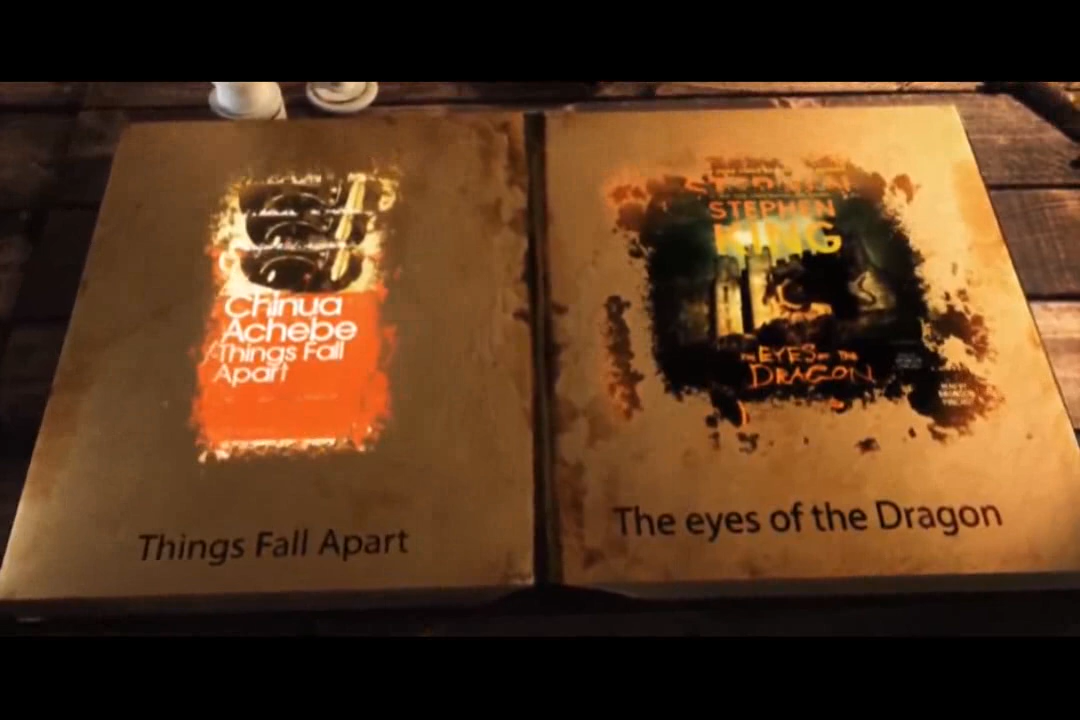 Chinua
Achebe
Things Fall
Apart
Things Fall Apart
STEPHEN
STEPHEN
KING
THE EYES OF THE
DRAGON
The eyes of the Dragon